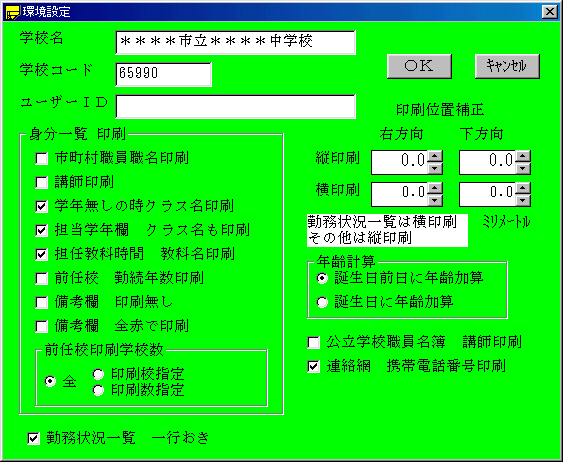 環境設定
学校名
＊＊＊＊市立＊＊＊＊中学校
学校コード
65990
ユーザーＩＤ
ＯＫ
ｷｬﾝｾﾙ
身分一覧 印刷
市町村職員職名印刷
講師印刷
学年無しの時クラス名印刷
担当学年欄　クラス名も印刷
担任教科時間　教科名印刷
前任校　勤続年数印刷
備考欄　印刷無し
備考欄　全赤で印刷
前任校印刷学校数
全
印刷校指定
印刷数指定
勤務状況一覧　一行おき
印刷位置補正
右方向　下方向
縦印刷 0.0 0.0
横印刷 0.0 0.0
勤務状況一覧は横印刷
その他は縦印刷
ﾐﾘﾒｰﾄﾙ
年齢計算
誕生日前日に年齢加算
誕生日に年齢加算
公立学校職員名簿　講師印刷
連絡網　携帯電話番号印刷